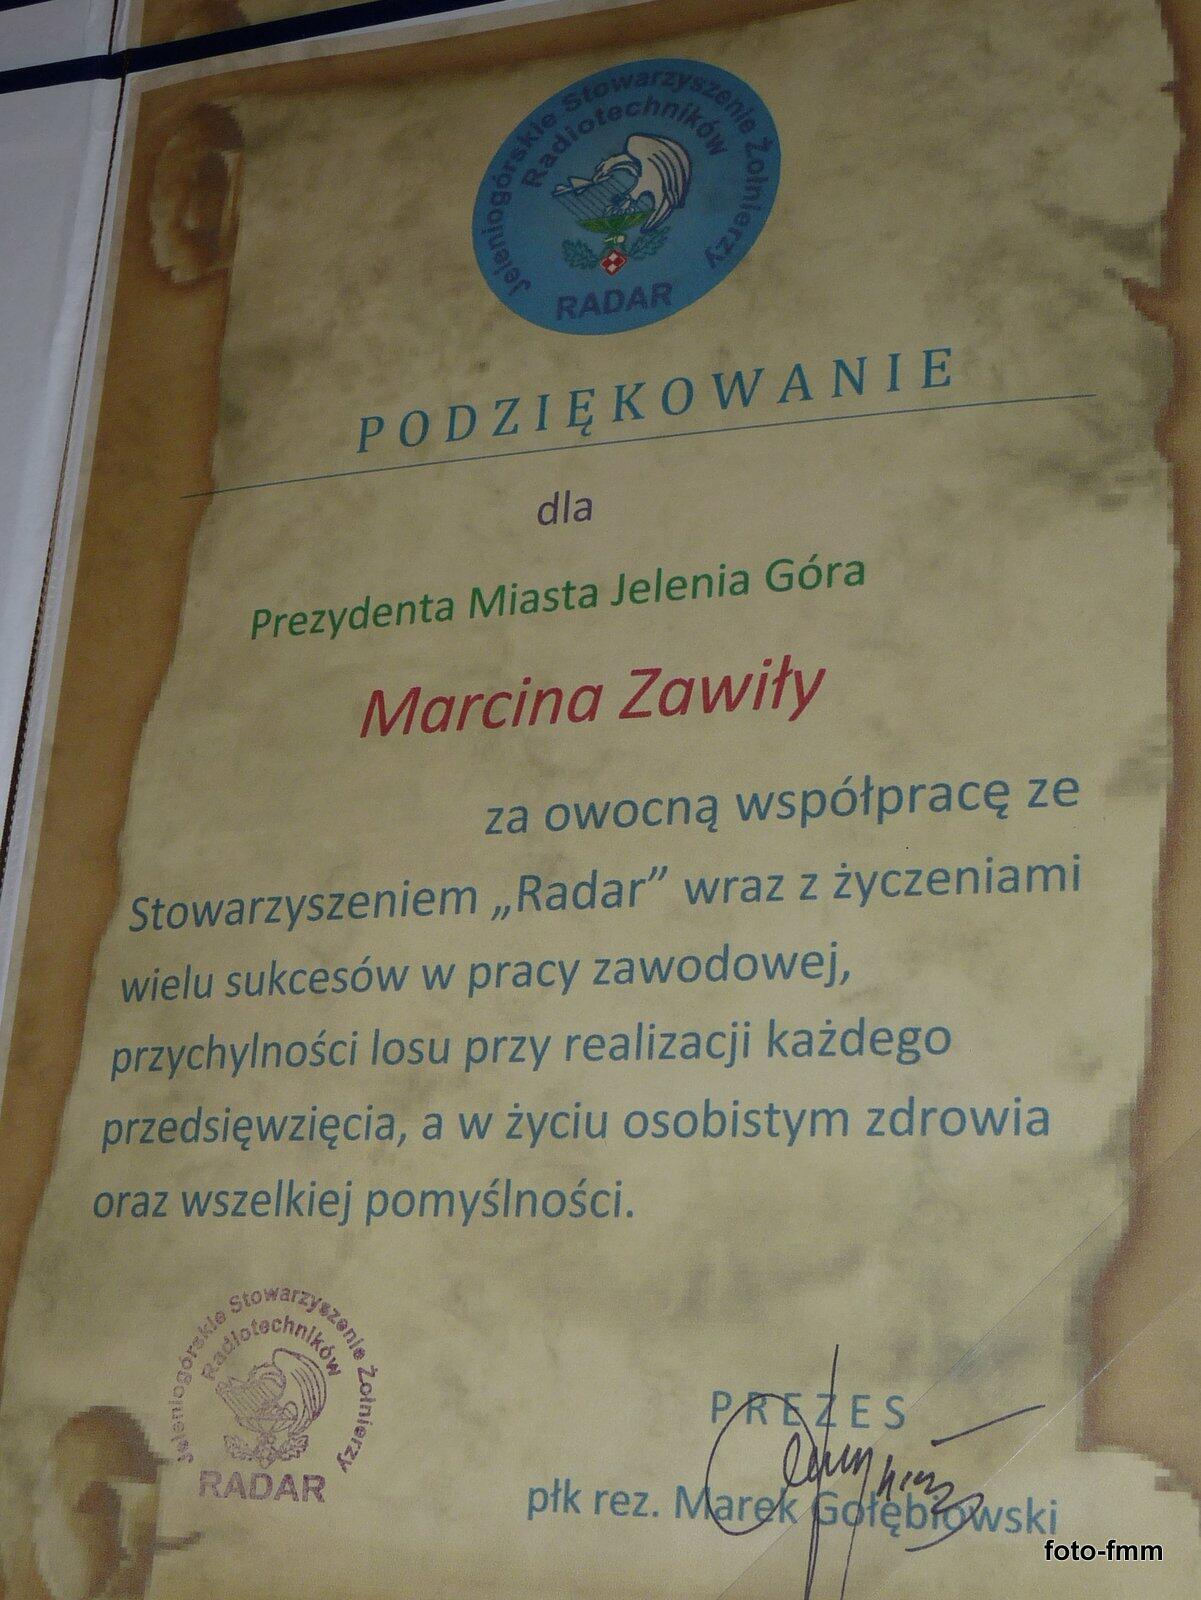 Jeleniogórskie Stowarzyszenie Żołnierzy
Radiotechników
RADAR
PODZIĘKOWANIE
dla
Prezydenta Miasta Jelenia Góra
Marcina Zawiły
za owocną współpracę ze
Stowarzyszeniem „Radar” wraz z życzeniami
wielu sukcesów w pracy zawodowej,
przychylności losu przy realizacji każdego
przedsięwzięcia, a w życiu osobistym zdrowia
oraz wszelkiej pomyślności.
Jeleniogórskie Stowarzyszenie Żołnierzy
Radiotechników
RADAR
PREZES
płk rez. Marek Gołębiowski
foto-fmm